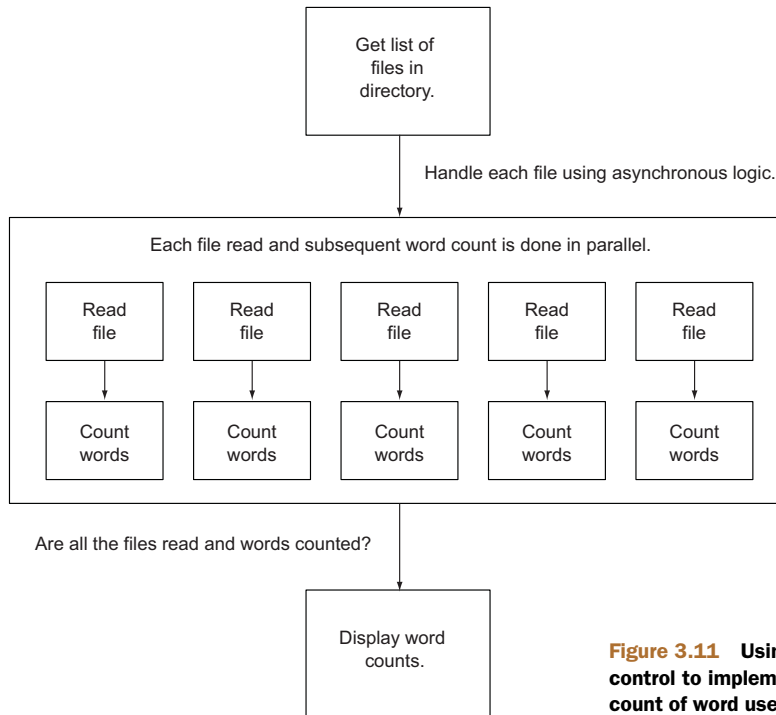 Get list of
files in
directory.
Handle each file using asynchronous logic.
Each file read and subsequent word count is done in parallel.
Read
file
Read
file
Read
file
Read
file
Read
file
Count
words
Count
words
Count
words
Count
words
Count
words
Are all the files read and words counted?
Display word
counts.
Figure 3.11
control to
count of word